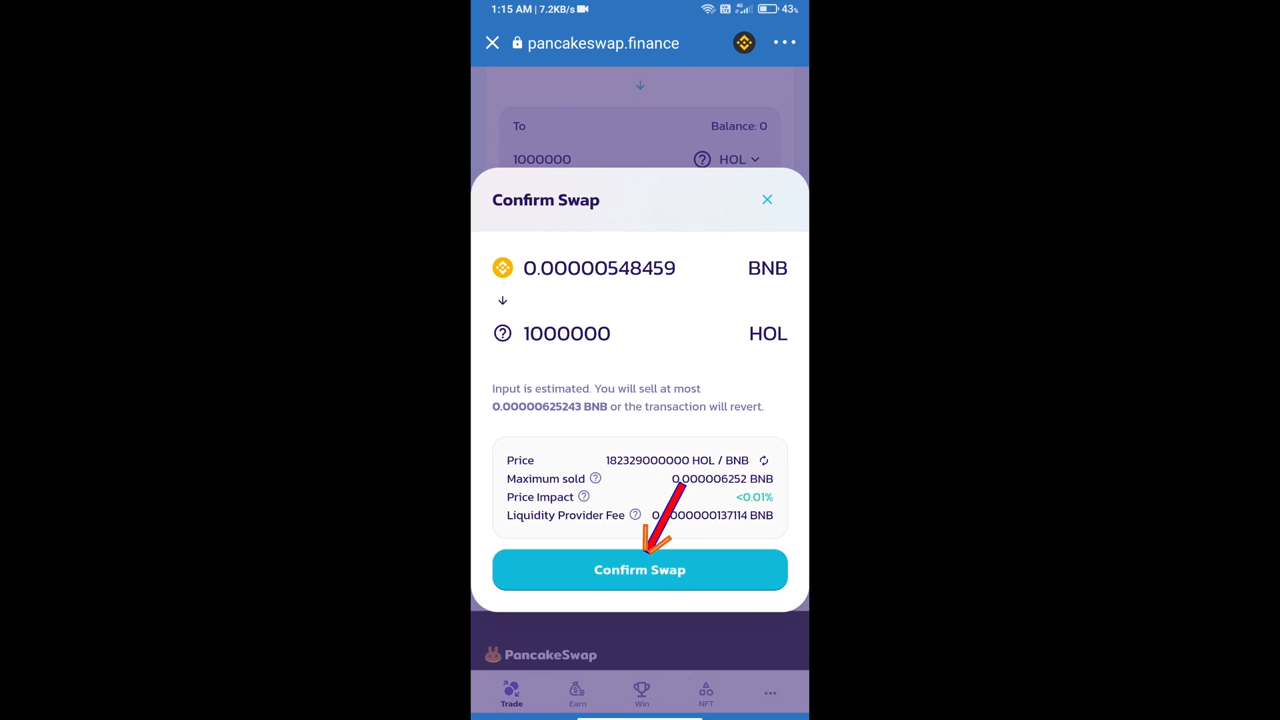 1:15 AM | 7.2KB/s 43%
pancakeswap.finance
To Balance: 0
1000000 HOL
Confirm Swap
0.00000548459 BNB
1000000 HOL
Input is estimated. You will sell at most
0.00000625243 BNB or the transaction will revert.
Price 182329000000 HOL / BNB
Maximum sold 0.000006252 BNB
Price Impact <0.01%
Liquidity Provider Fee BNB
Confirm Swap
PancakeSwap
Trade Earn Win NFT